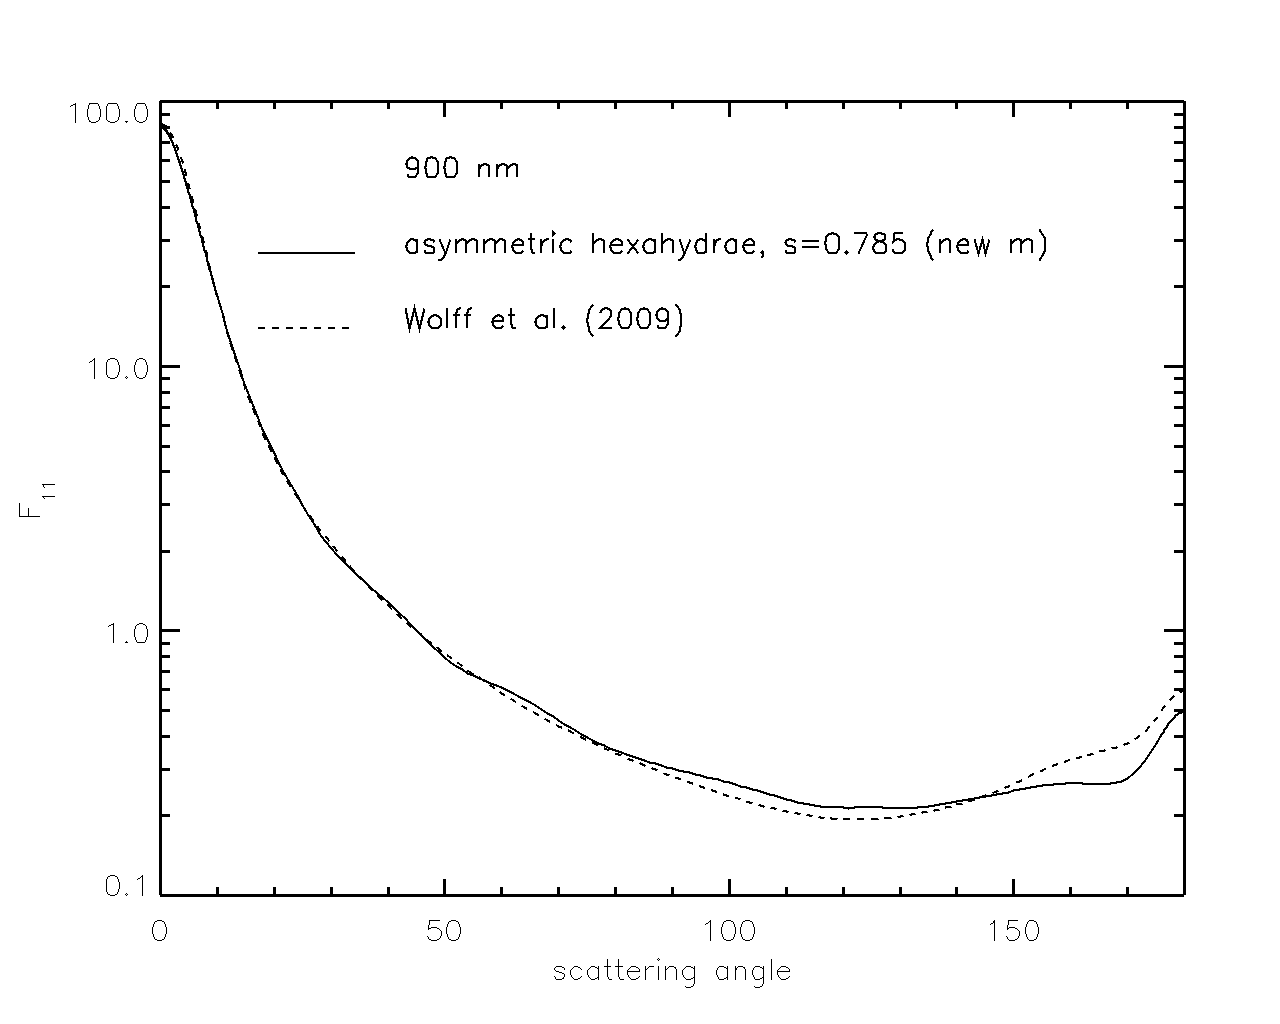 100.0
900 nm
asymmetric hexahydrae, s=0.785 (new m)
Wolff et al. (2009)
10.0
F11
1.0
0.1
0 50 100 150
scattering angle